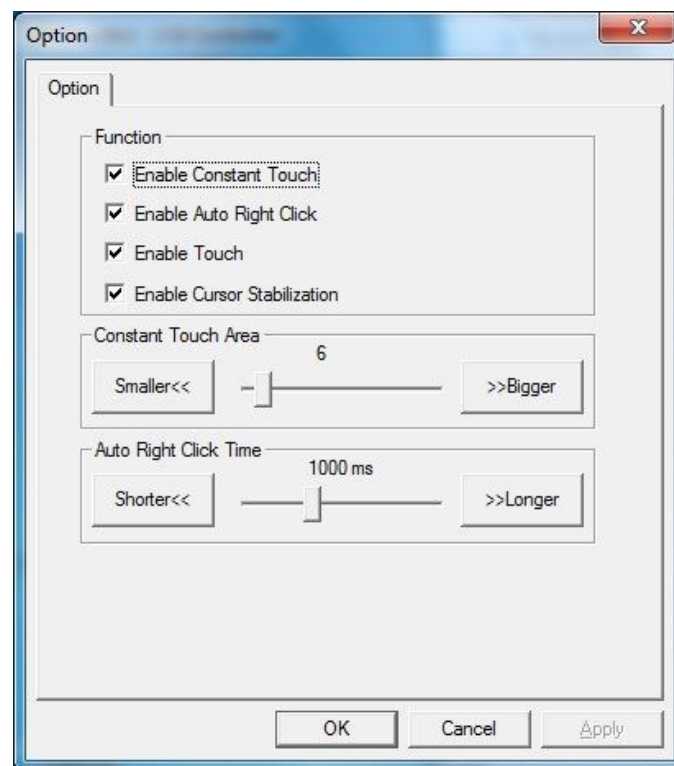 Option
Option
Function
Enable Constant Touch
Enable Auto Right Click
Enable Touch
Enable Cursor Stabilization
Constant Touch Area
6
Smaller<<
>>Bigger
Auto Right Click Time
1000 ms
Shorter<<
>>Longer
OK
Cancel
Apply